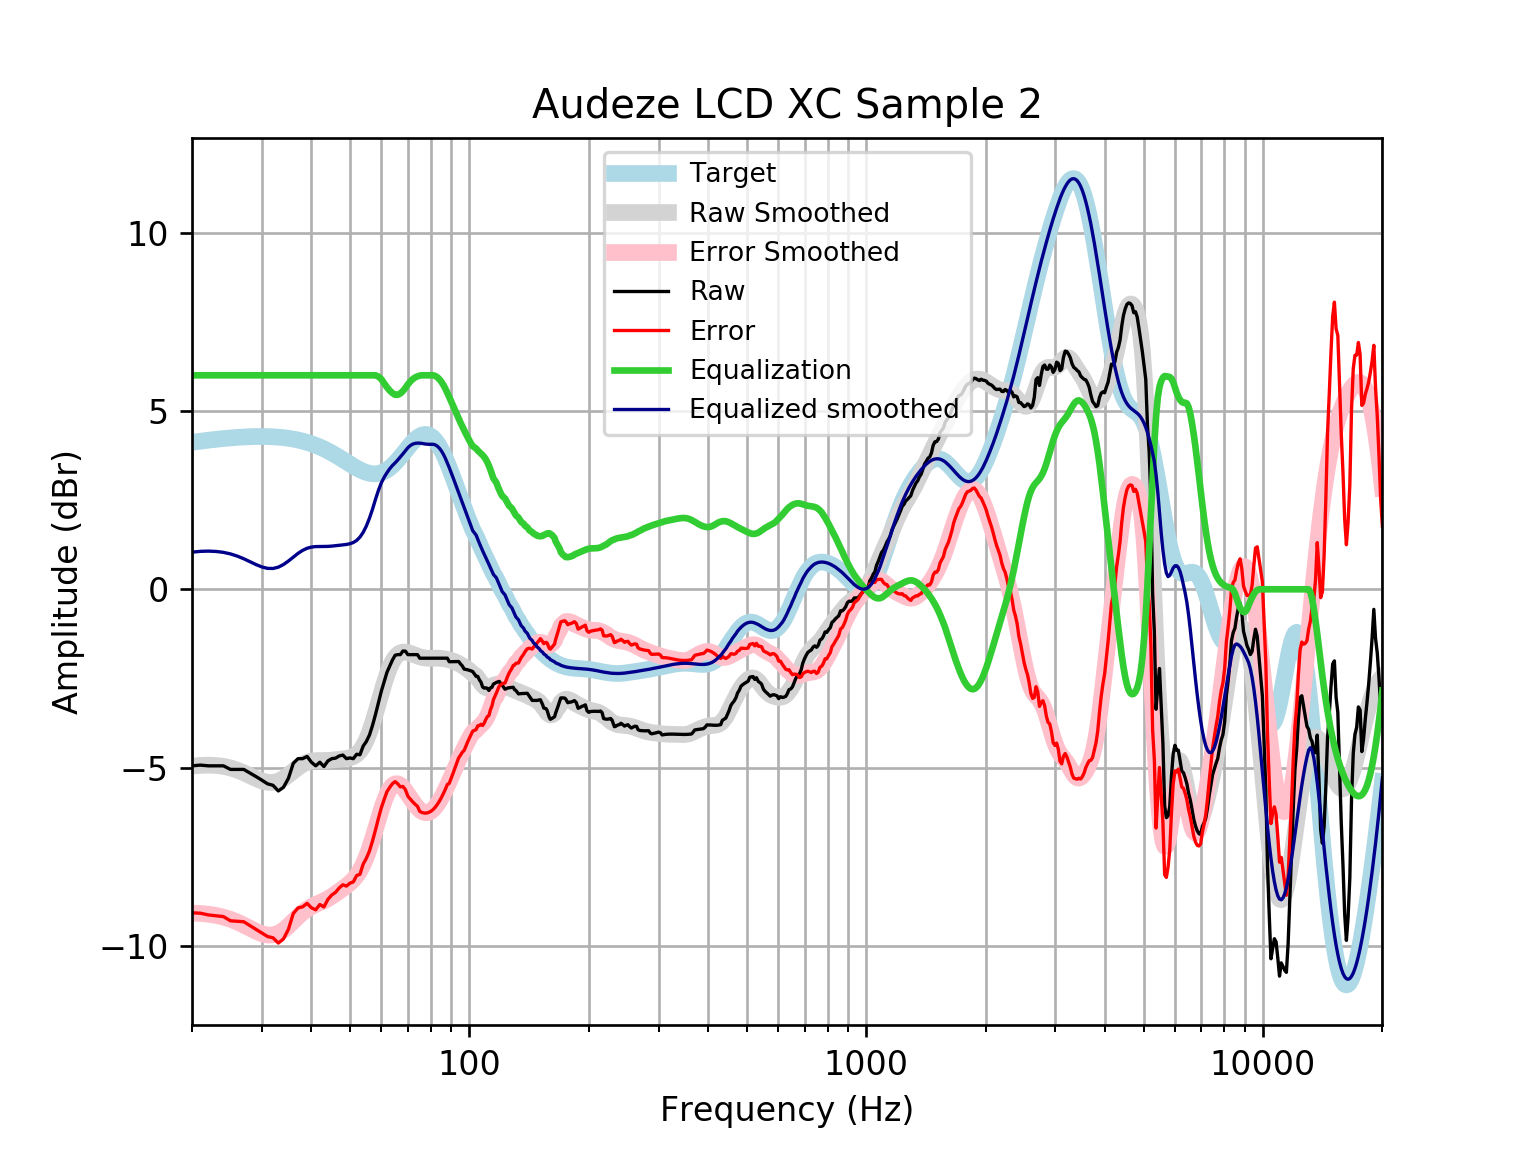 Audeze LCD XC Sample 2
Target
Raw Smoothed
Error Smoothed
Raw
Error
Equalization
Equalized smoothed
10
5
0
−5
−10
Amplitude (dBr)
100
1000
10000
Frequency (Hz)